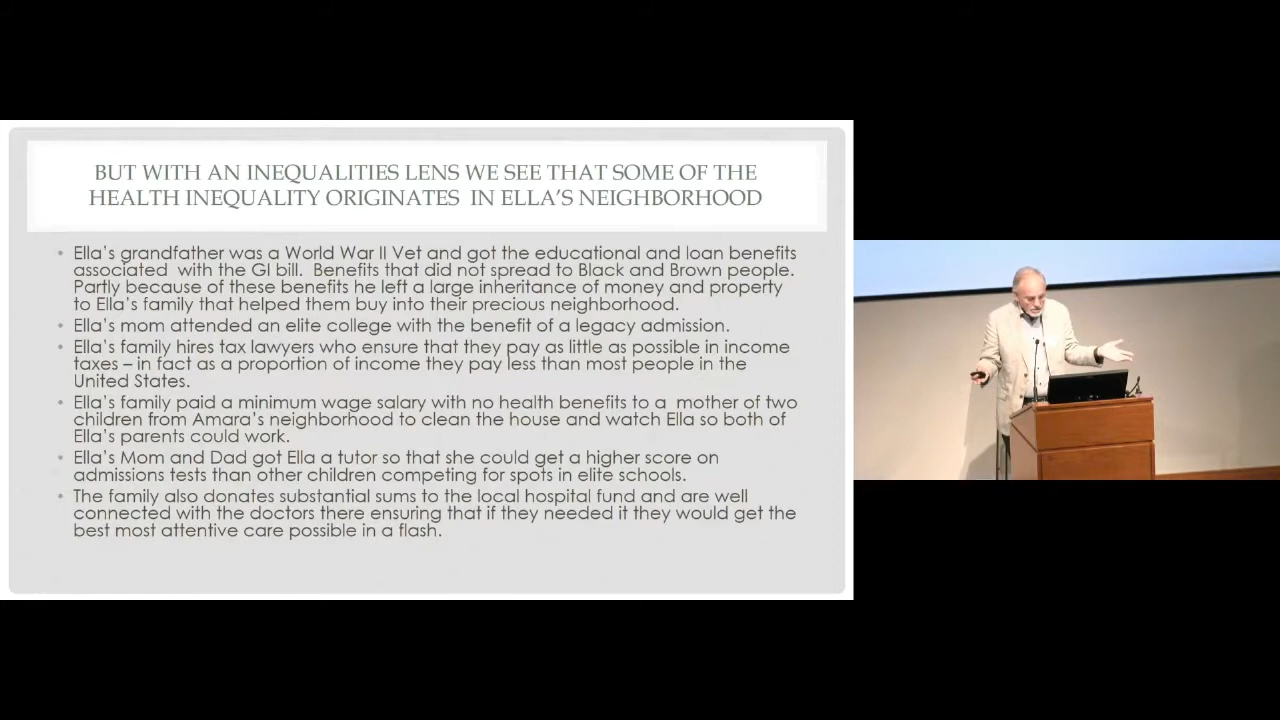 BUT WITH AN INEQUALITIES LENS WE SEE THAT SOME OF THE
HEALTH INEQUALITY ORIGINATES IN ELLA'S NEIGHBORHOOD
• Ella's grandfather was a World War II Vet and got the educational and loan benefits
associated with the GI bill. Benefits that did not spread to Black and Brown people.
Partly because of these benefits he left a large inheritance of money and property
to Ella's family that helped them buy into their precious neighborhood.
• Ella's mom attended an elite college with the benefit of a legacy admission.
• Ella's family hires tax lawyers who ensure that they pay as little as possible in income
taxes – in fact as a proportion of income they pay less than most people in the
United States.
• Ella's family paid a minimum wage salary with no health benefits to a mother of two
children from Amara's neighborhood to clean the house and watch Ella so both of
Ella's parents could work.
• Ella's Mom and Dad got Ella a tutor so that she could get a higher score on
admissions tests than other children competing for spots in elite schools.
• The family also donates substantial sums to the local hospital fund and are well
connected with the doctors there ensuring that if they needed it they would get the
best most attentive care possible in a flash.